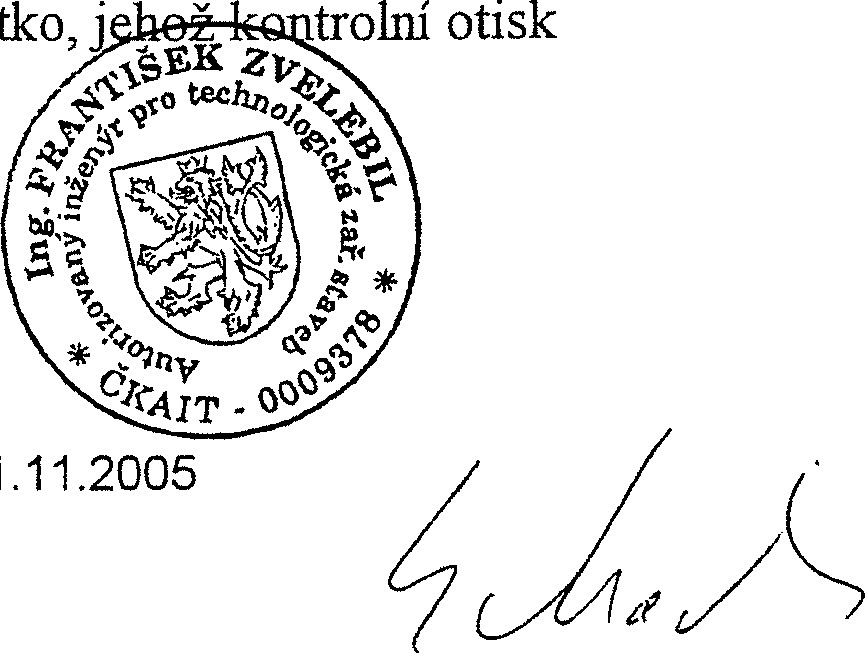 tko, jehož kontrolní otisk
Ing. FRANTIŠEK ZVELEBIL
Autorizovaný inženýr pro technologická zař. staveb
* ČKAIT - 0009378 *
.11.2005